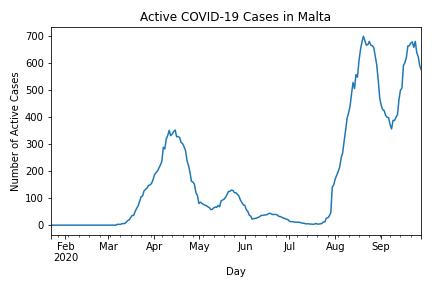 Active COVID-19 Cases in Malta
Number of Active Cases
700
600
500
400
300
200
100
0
Feb Mar Apr May Jun Jul Aug Sep
2020
Day